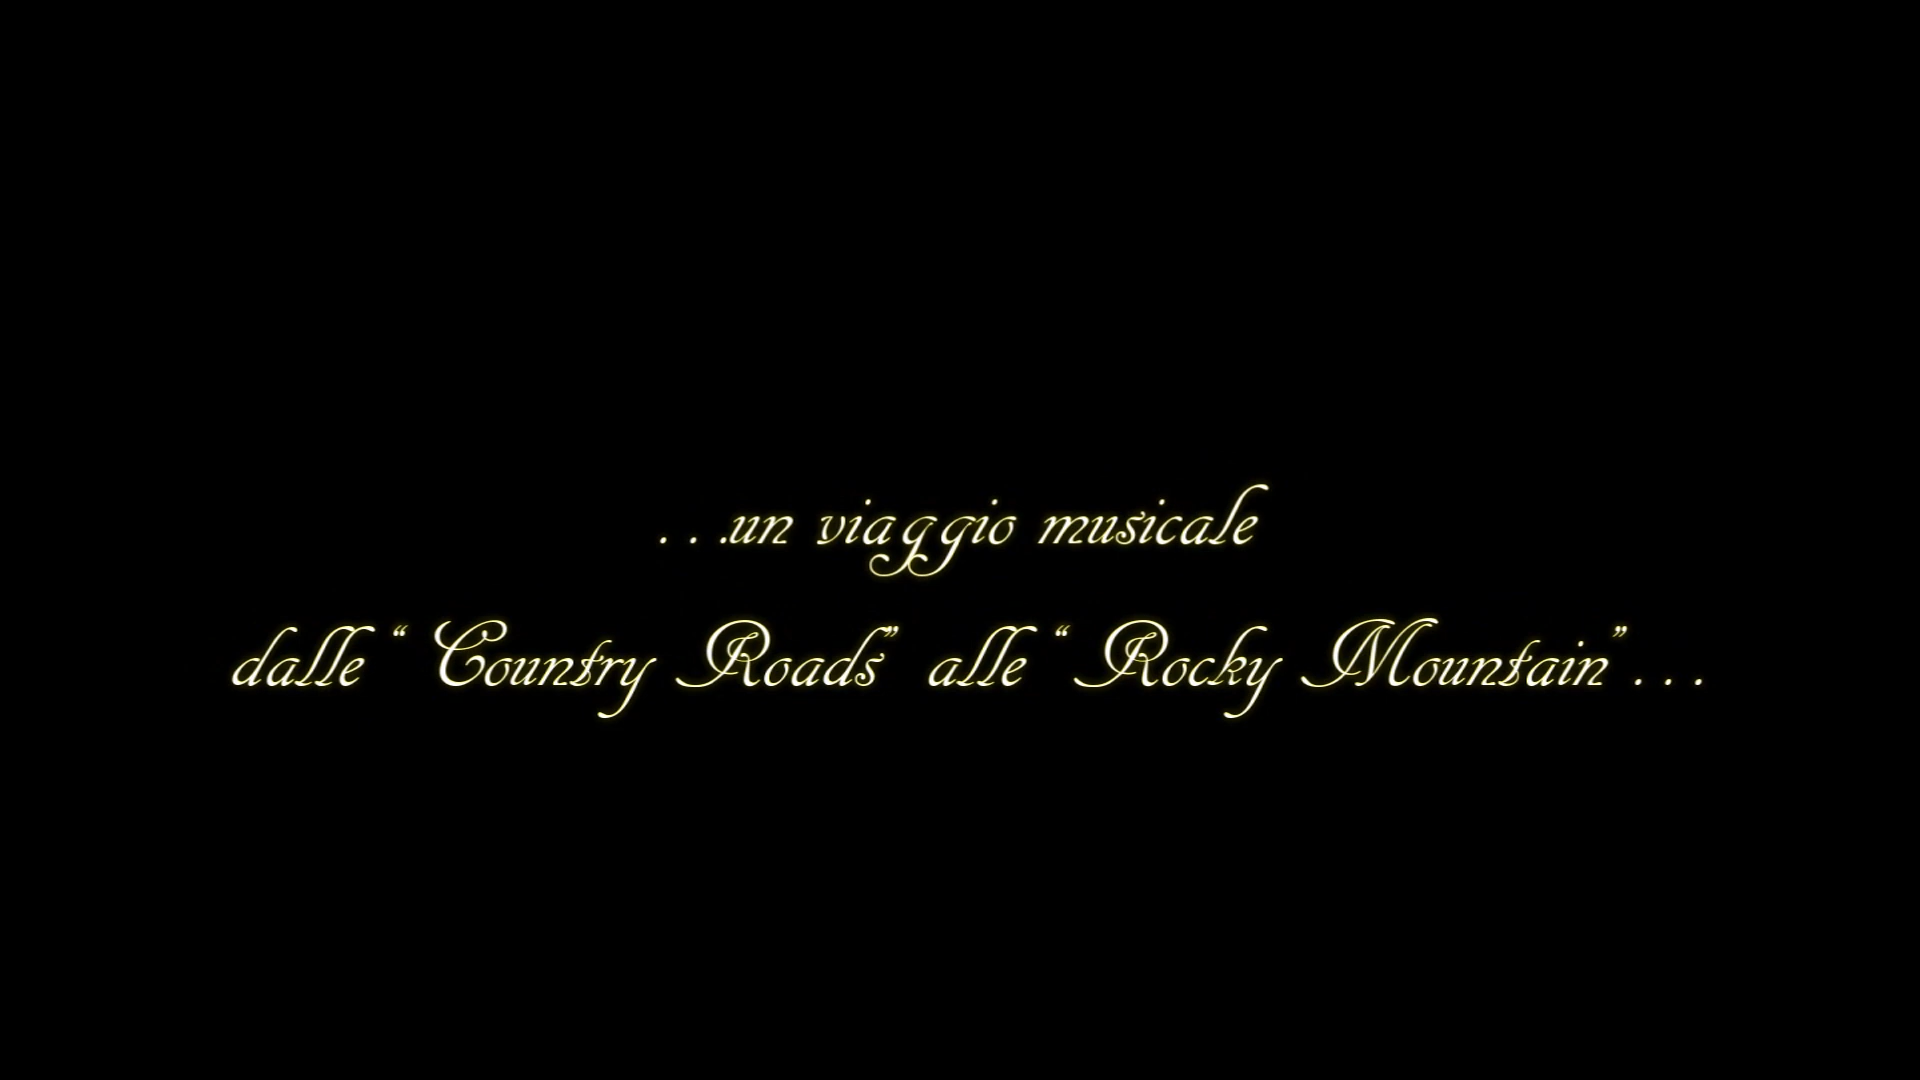 ...un viaggio musicale
dalle “Country Roads” alle “Rocky Mountain”...